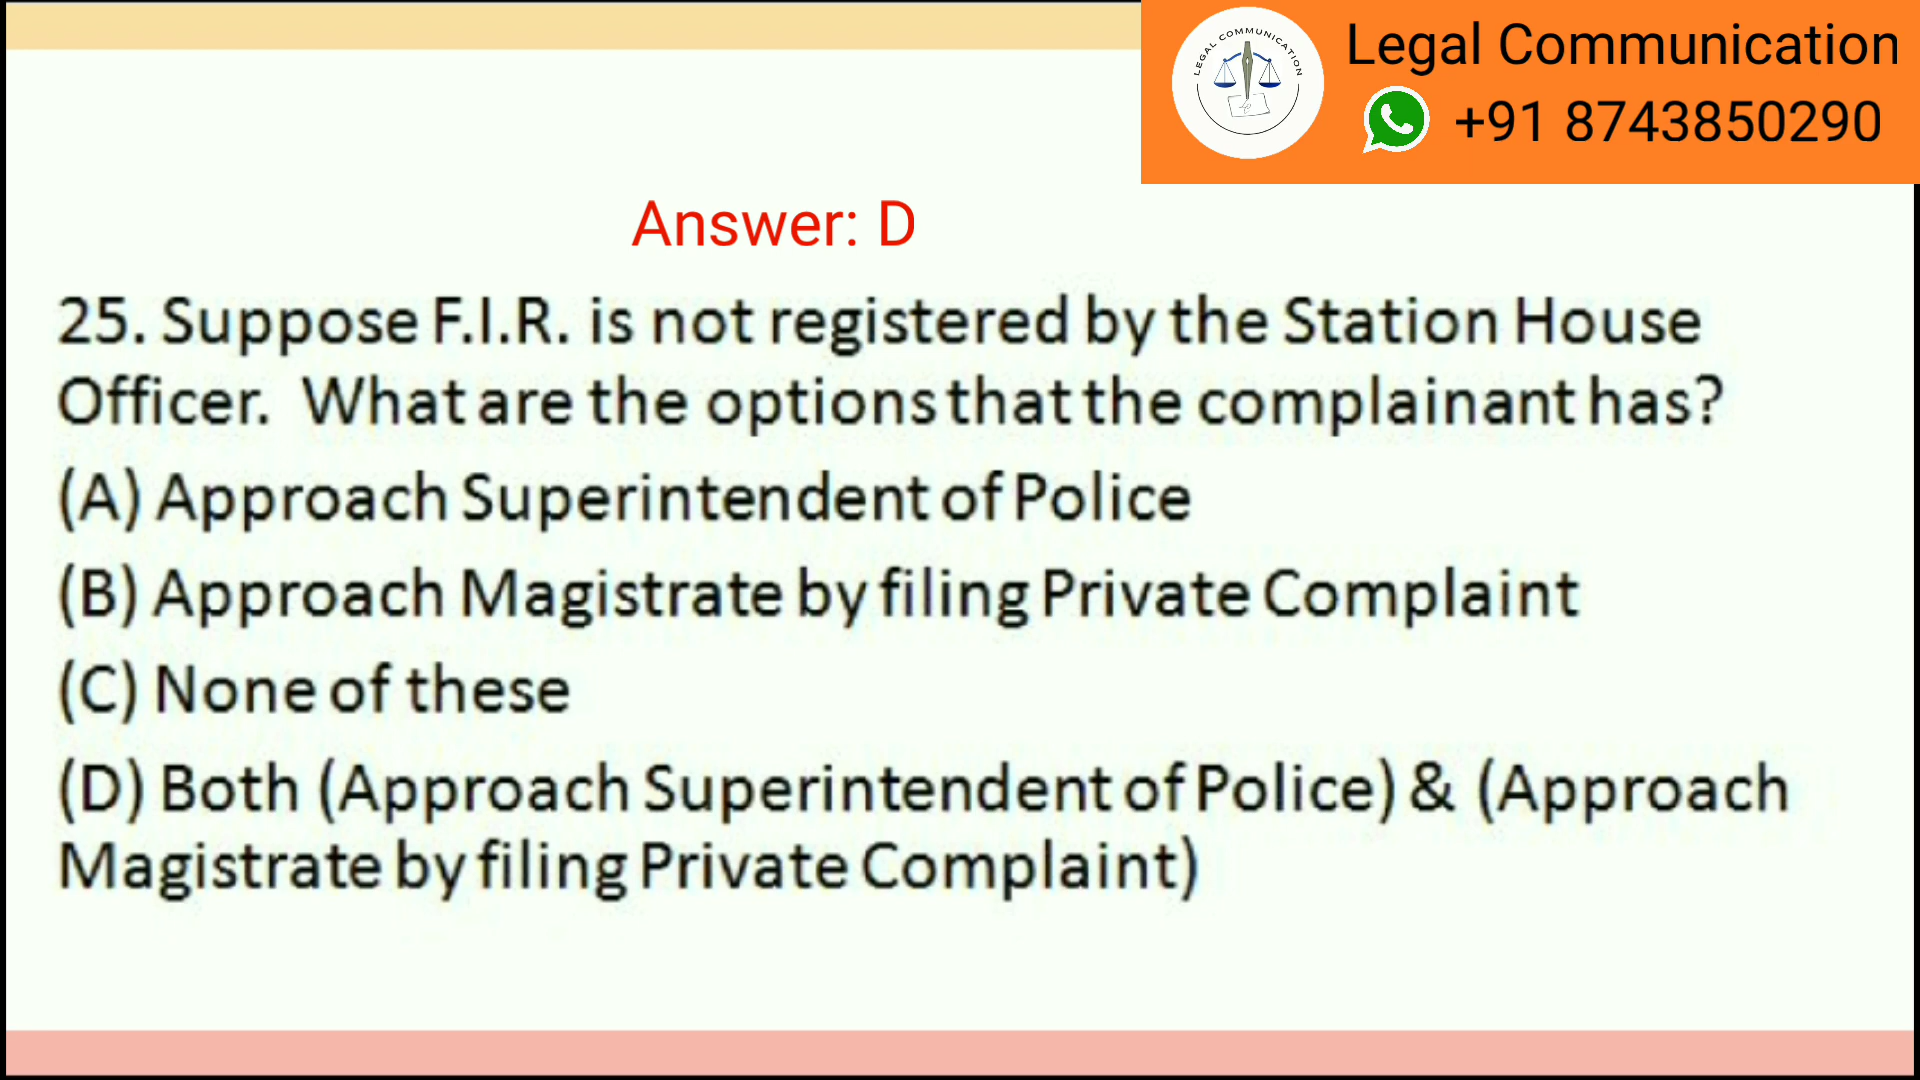 LEGAL COMMUNICATION
Legal Communication
+91 8743850290
Answer: D
25. Suppose F.I.R. is not registered by the Station House
Officer. What are the options that the complainant has?
(A) Approach Superintendent of Police
(B) Approach Magistrate by filing Private Complaint
(C) None of these
(D) Both (Approach Superintendent of Police) & (Approach
Magistrate by filing Private Complaint)